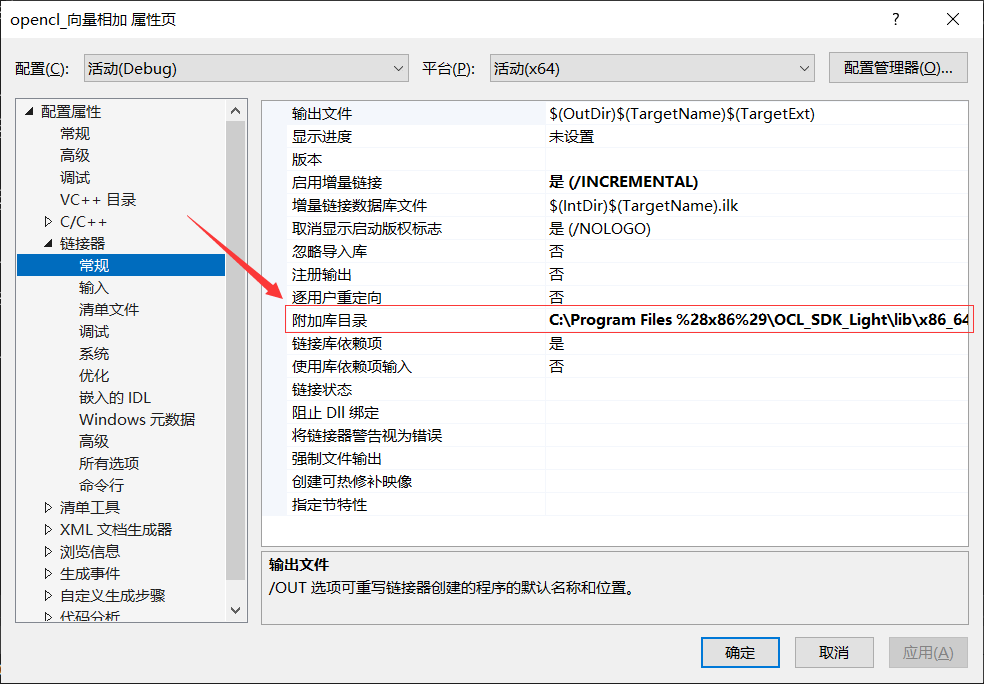 opencl_向量相加 属性页
?
配置(C): 活动(Debug) 平台(P): 活动(x64) 配置管理器(O)...
配置属性
常规
高级
调试
VC++ 目录
C/C++
链接器
常规
输入
清单文件
调试
系统
优化
嵌入的 IDL
Windows 元数据
高级
所有选项
命令行
清单工具
XML 文档生成器
浏览信息
生成事件
自定义生成步骤
代码分析
输出文件 $(OutDir)$(TargetName)$(TargetExt)
显示进度 未设置
版本
启用增量链接 是 (/INCREMENTAL)
增量链接数据库文件 $(IntDir)$(TargetName).ilk
取消显示启动版权标志 是 (/NOLOGO)
忽略导入库 否
注册输出 否
逐用户重定向 否
附加库目录 C:\Program Files %28x86%29\OCL_SDK_Light\lib\x86_64
链接库依赖项 是
使用库依赖项输入 否
链接状态
阻止 Dll 绑定
将链接器警告视为错误
强制文件输出
创建可热修补映像
指定节特性
输出文件
/OUT 选项可重写链接器创建的程序的默认名称和位置。
确定 取消 应用(A)